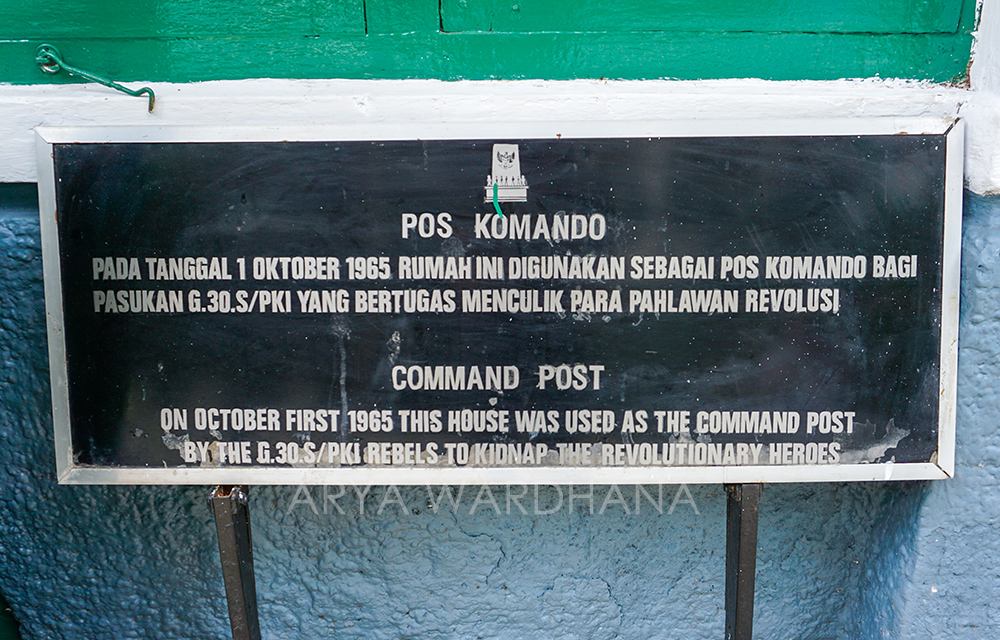 POS KOMANDO
PADA TANGGAL 1 OKTOBER 1965 RUMAH INI DIGUNAKAN SEBAGAI POS KOMANDO BAGI
PASUKAN G.30.S/PKI YANG BERTUGAS MENCULIK PARA PAHLAWAN REVOLUSI
COMMAND POST
ON OCTOBER FIRST 1965 THIS HOUSE WAS USED AS THE COMMAND POST
BY THE G.30.S/PKI REBELS TO KIDNAP THE REVOLUTIONARY HEROES
ARYA WARDHANA